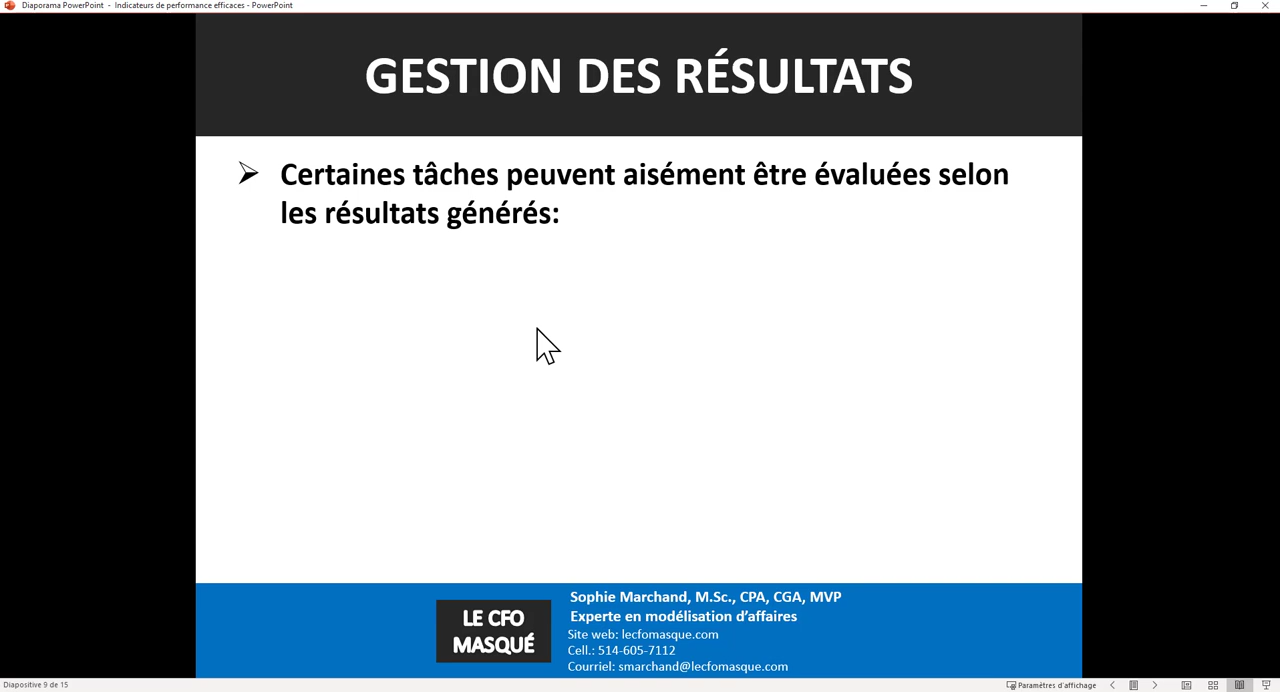 Diaporama PowerPoint - Indicateurs de performance efficaces - PowerPoint
GESTION DES RÉSULTATS
Certaines tâches peuvent aisément être évaluées selon
les résultats générés:
LE CFO
MASQUÉ
Sophie Marchand, M.Sc., CPA, CGA, MVP
Experte en modélisation d’affaires
Site web: lecfomasque.com
Cell.: 514-605-7112
Courriel: smarchand@lecfomasque.com
Diapositive 9 de 15
Paramètres d'affichage